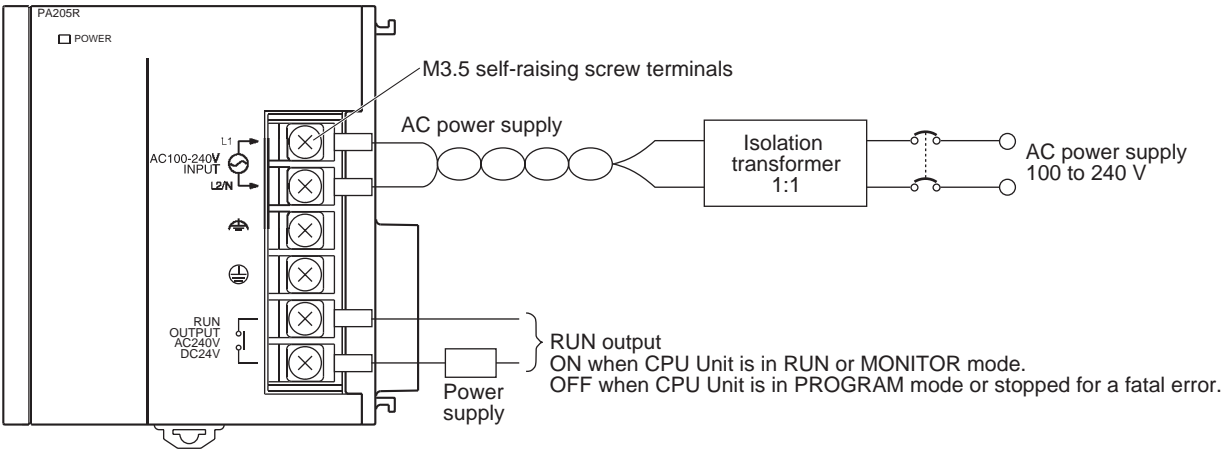 PA205R
POWER
M3.5 self-raising screw terminals
AC power supply
L1
AC100-240V
INPUT
L2/N
Isolation
transformer
1:1
AC power supply
100 to 240 V
RUN
OUTPUT
AC240V
DC24V
RUN output
ON when CPU Unit is in RUN or MONITOR mode.
OFF when CPU Unit is in PROGRAM mode or stopped for a fatal error.
Power
supply